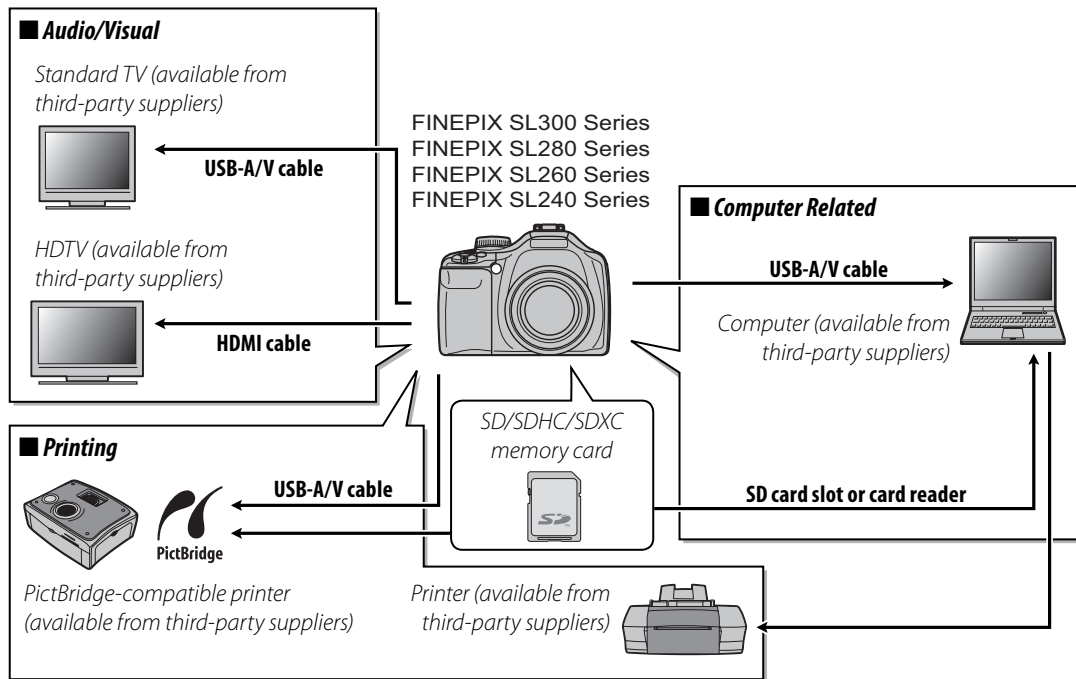 ■ Audio/Visual
Standard TV (available from
third-party suppliers)
USB-A/V cable
HDTV (available from
third-party suppliers)
HDMI cable
FINEPIX SL300 Series
FINEPIX SL280 Series
FINEPIX SL260 Series
FINEPIX SL240 Series
■ Computer Related
USB-A/V cable
Computer (available from
third-party suppliers)
SD/SDHC/SDXC
memory card
SD
TM
SD card slot or card reader
■ Printing
USB-A/V cable
PictBridge
PictBridge-compatible printer
(available from third-party suppliers)
Printer (available from
third-party suppliers)